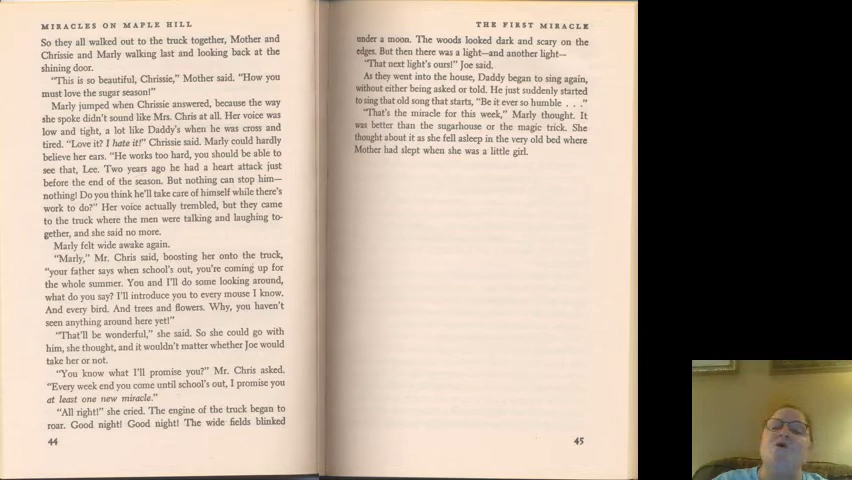 MIRACLES ON MAPLE HILL
So they all walked out to the truck together, Mother and
Chrissie and Marly walking last and looking back at the
shining door.
"This is so beautiful, Chrissie," Mother said. "How you
must love the sugar season!"
Marly jumped when Chrissie answered, because the way
she spoke didn't sound like Mrs. Chris at all. Her voice was
low and tight, a lot like Daddy's when he was cross and
tired. "Love it? I hate it!" Chrissie said. Marly could hardly
believe her ears. "He works too hard, you should be able to
see that, Lee. Two years ago he had a heart attack just
before the end of the season. But nothing can stop him—
nothing! Do you think he'll take care of himself while there's
work to do?" Her voice actually trembled, but they came
to the truck where the men were talking and laughing to-
gether, and she said no more.
Marly felt wide awake again.
"Marly," Mr. Chris said, boosting her onto the truck,
"your father says when school's out, you're coming up for
the whole summer. You and I'll do some looking around,
what do you say? I'll introduce you to every mouse I know.
And every bird. And trees and flowers. Why, you haven't
seen anything around here yet!"
"That'll be wonderful," she said. So she could go with
him, she thought, and it wouldn't matter whether Joe would
take her or not.
"You know what I'll promise you?" Mr. Chris asked.
"Every week end you come until school's out, I promise you
at least one new miracle."
"All right!" she cried. The engine of the truck began to
roar. Good night! Good night! The wide fields blinked
44
THE FIRST MIRACLE
under a moon. The woods looked dark and scary on the
edges. But then there was a light—and another light—
"That next light's ours!" Joe said.
As they went into the house, Daddy began to sing again,
without either being asked or told. He just suddenly started
to sing that old song that starts, "Be it ever so humble . . ."
"That's the miracle for this week," Marly thought. It
was better than the sugarhouse or the magic trick. She
thought about it as she fell asleep in the very old bed where
Mother had slept when she was a little girl.
45